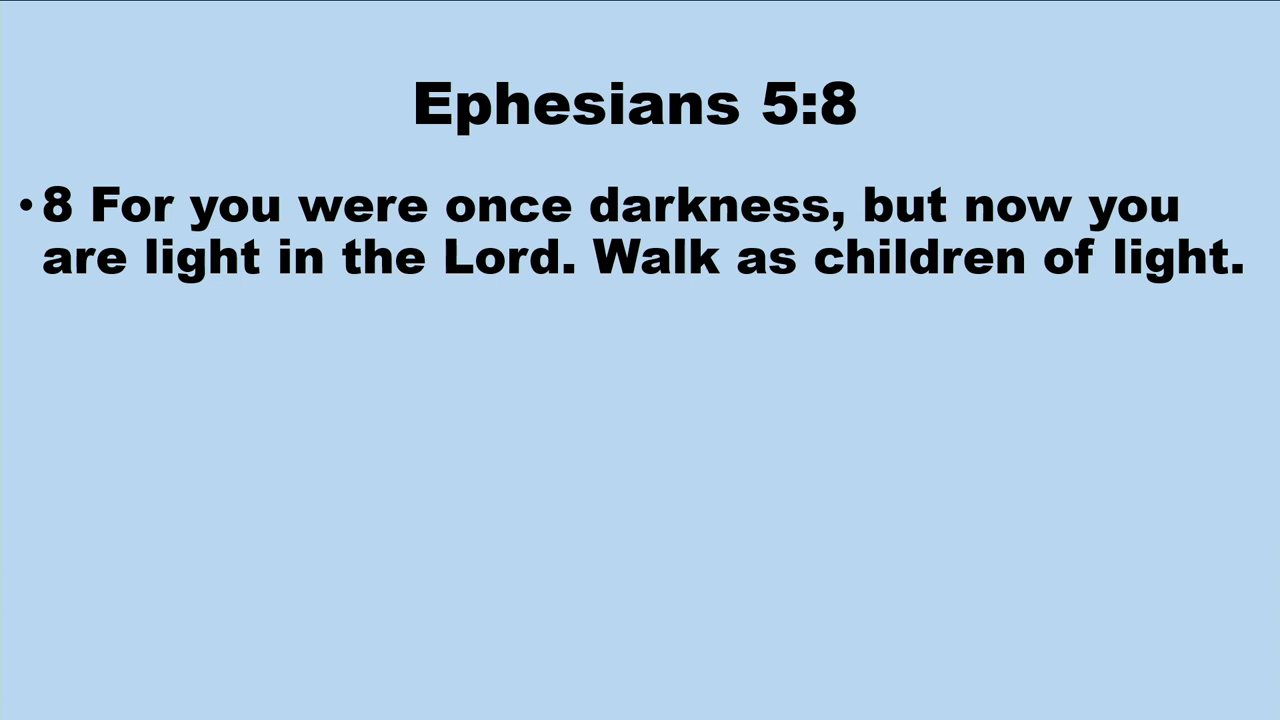 Ephesians 5:8
• 8 For you were once darkness, but now you
are light in the Lord. Walk as children of light.